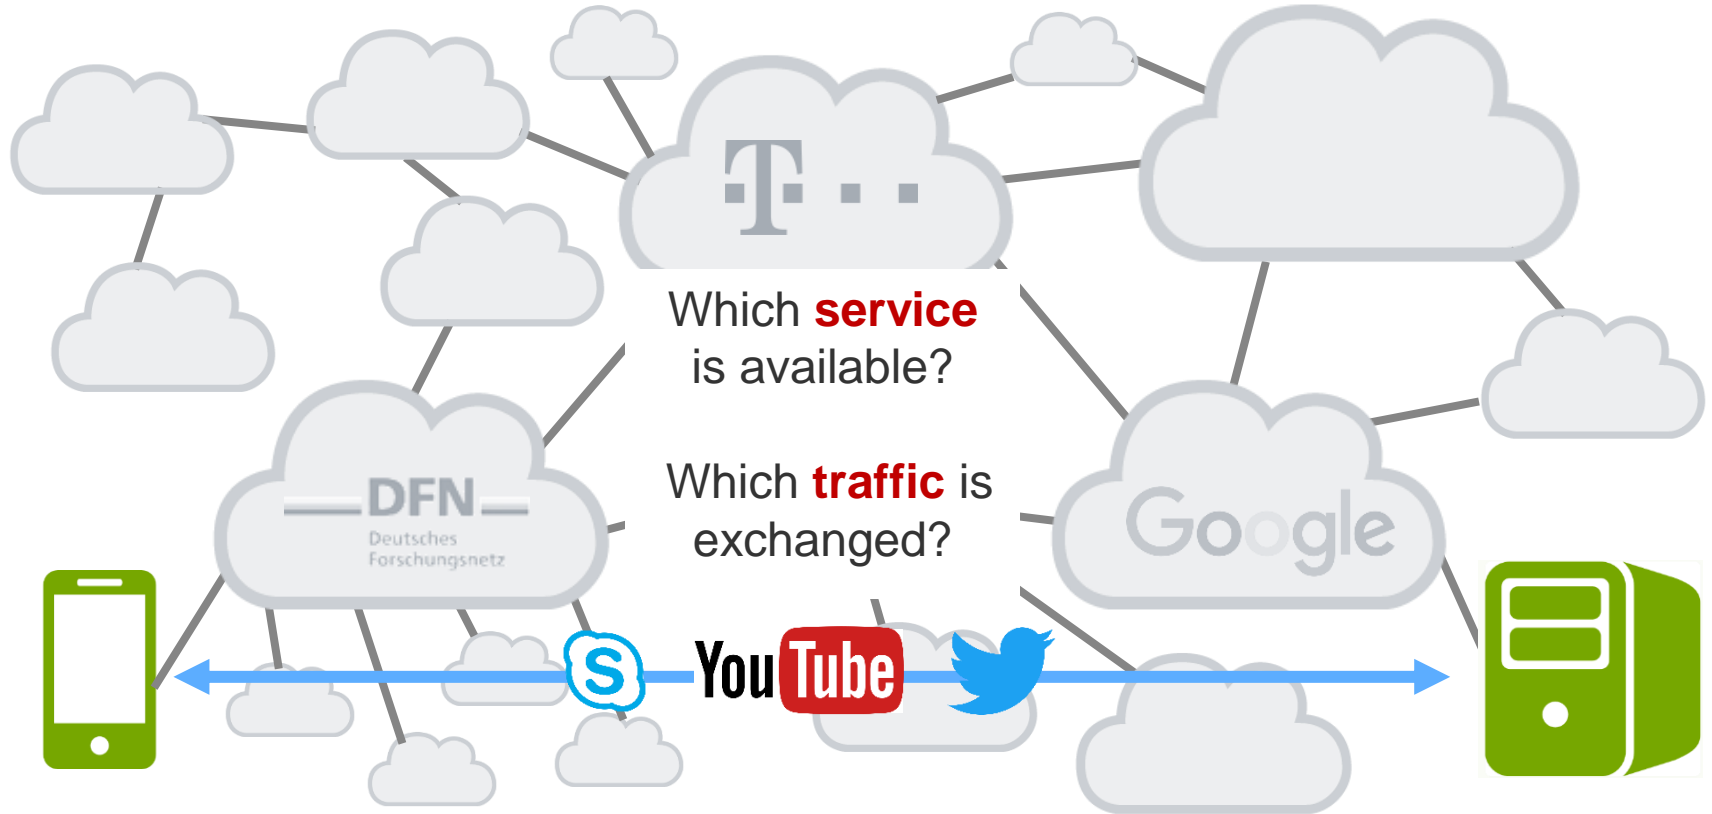 T
Which service
is available?
Which traffic is
exchanged?
DFN
Deutsches
Forschungsnetz
Google
S
YouTube